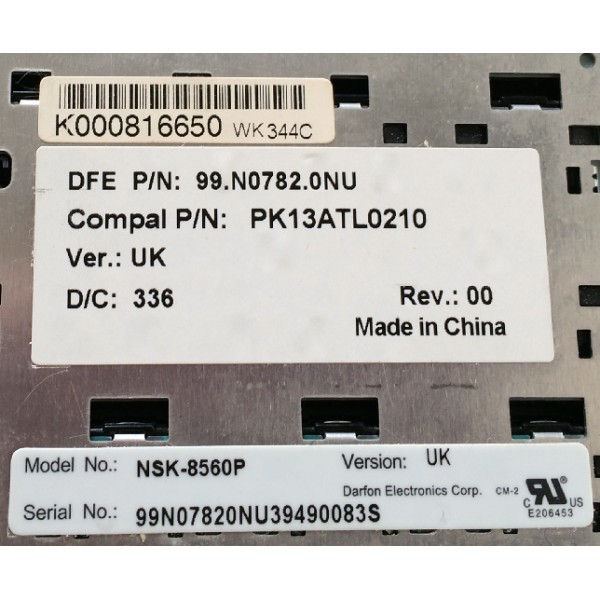 K000816650 WK344C
DFE P/N: 99.N0782.0NU
Compal P/N: PK13ATL0210
Ver.: UK
D/C: 336 Rev.: 00
Made in China
Model No.: NSK-8560P Version: UK
Darfon Electronics Corp. CM-2 C RU US
Serial No.: 99N07820NU39490083S E206453